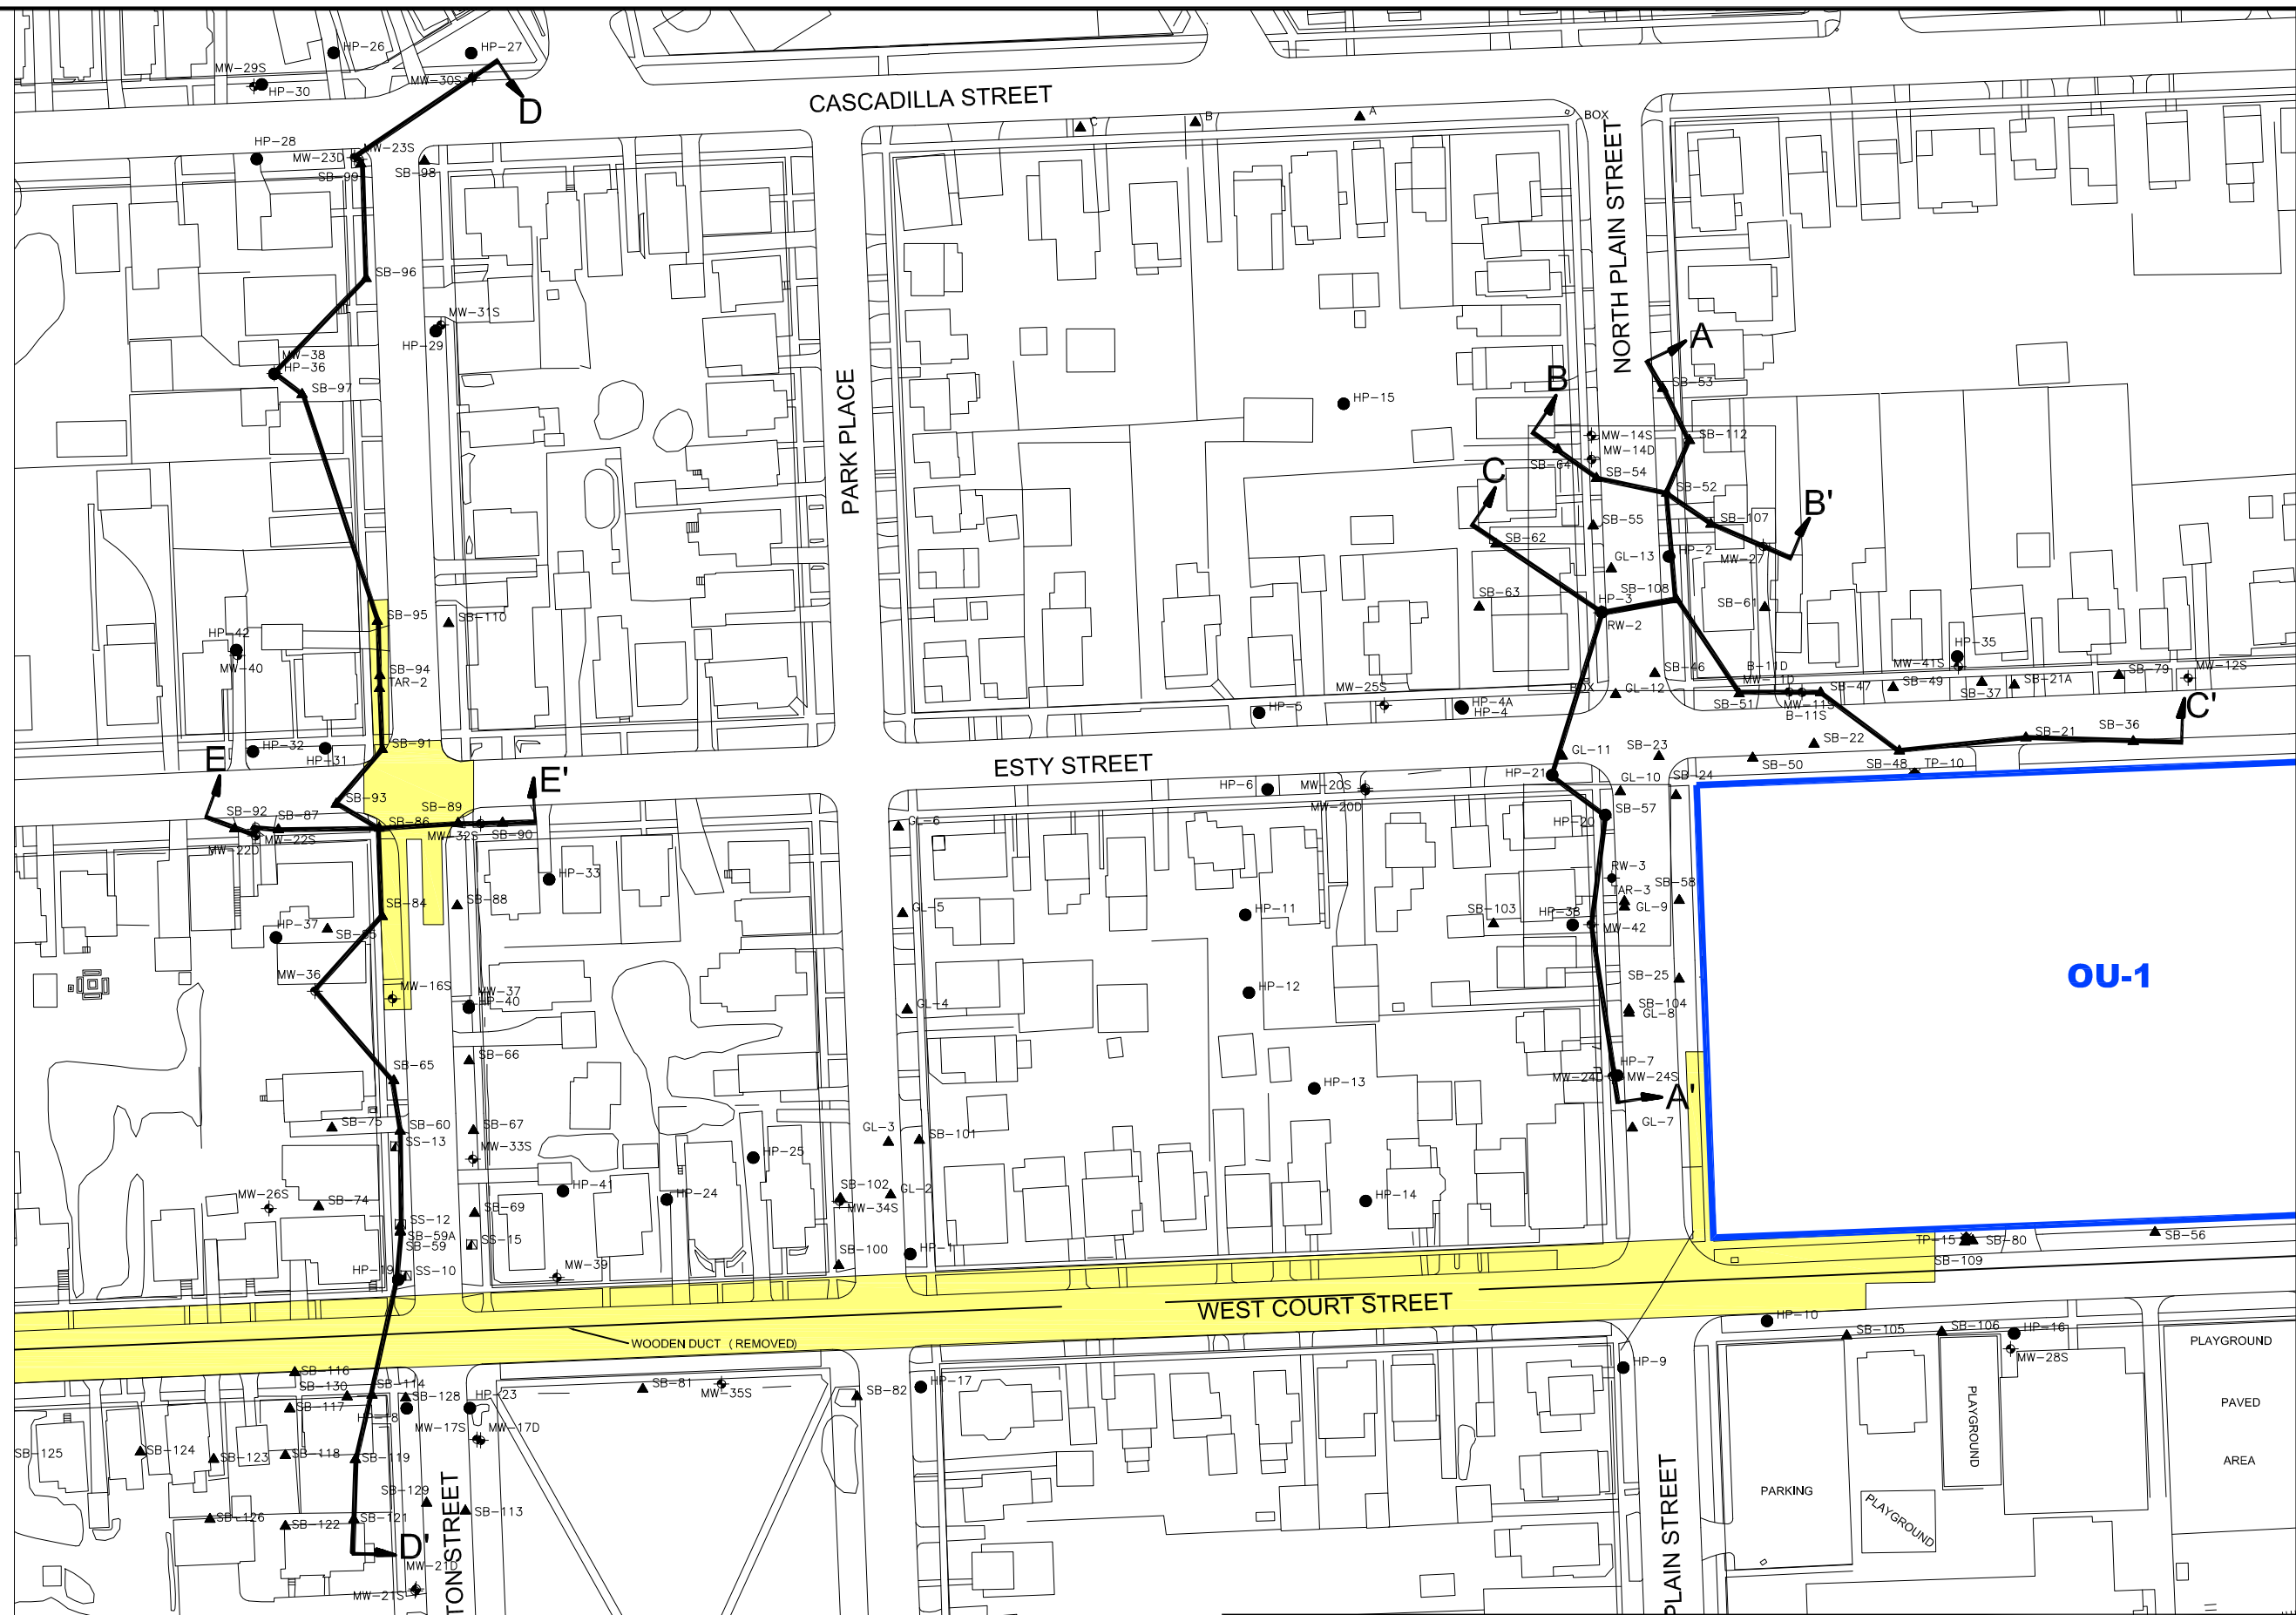 HP-26
HP-27
MW-29S
HP-30
MW-30S
D
CASCADILLA STREET
C
B
A
BOX
HP-28
MW-23D
MW-23S
SB-99
SB-98
NORTH PLAIN STREET
SB-96
MW-31S
HP-29
MW-38
HP-36
SB-97
PARK PLACE
HP-15
A
SB-53
B
MW-14S
MW-14D
SB-112
SB-64
SB-54
C
SB-52
B'
SB-107
SB-55
SB-62
GL-13
HP-2
MW-27
SB-108
HP-3
SB-63
SB-61
RW-2
SB-95
SB-110
HP-42
MW-40
SB-94
TAR-2
HP-35
SB-46
B-11D
MW-41S
SB-79
MW-12S
MW-25S
BOX
GL-12
MW-11D
SB-47
SB-49
SB-37
SB-21A
HP-5
HP-4A
HP-4
SB-51
MW-11S
B-11S
C'
SB-91
HP-32
HP-31
E
E'
ESTY STREET
GL-11
SB-23
SB-22
SB-21
SB-36
SB-50
SB-48
TP-10
HP-21
HP-6
MW-20S
MW-20D
GL-10
SB-24
SB-93
SB-92
SB-87
SB-86
SB-89
MW-32S
SB-90
GL-6
SB-57
HP-20
MW-22D
MW-22S
HP-33
RW-3
TAR-3
SB-58
SB-84
SB-88
GL-5
HP-11
SB-103
HP-38
GL-9
MW-42
HP-37
SB-85
MW-36
MW-16S
MW-37
HP-40
GL-4
HP-12
SB-25
OU-1
SB-104
GL-8
SB-66
SB-65
HP-13
HP-7
MW-24D
MW-24S
A'
SB-75
SB-60
SS-13
SB-67
MW-33S
GL-3
SB-101
GL-7
HP-25
HP-41
HP-24
SB-102
GL-2
MW-34S
HP-14
MW-26S
SB-74
SS-12
SB-59A
SB-59
SB-69
SS-15
SB-100
HP-1
TP-15
SB-80
SB-56
SB-109
HP-19
SS-10
MW-39
WEST COURT STREET
WOODEN DUCT (REMOVED)
HP-10
SB-105
SB-106
HP-16
MW-28S
PLAYGROUND
HP-9
SB-116
SB-130
SB-114
SB-128
HP-23
SB-81
MW-35S
SB-82
HP-17
SB-117
HP-18
MW-17S
MW-17D
PLAYGROUND
PAVED
AREA
SB-125
SB-124
SB-123
SB-118
SB-119
SB-129
SB-113
PARKING
PLAYGROUND
SB-126
SB-122
SB-121
D'
MW-21D
MW-21S
TON STREET
PLAIN STREET